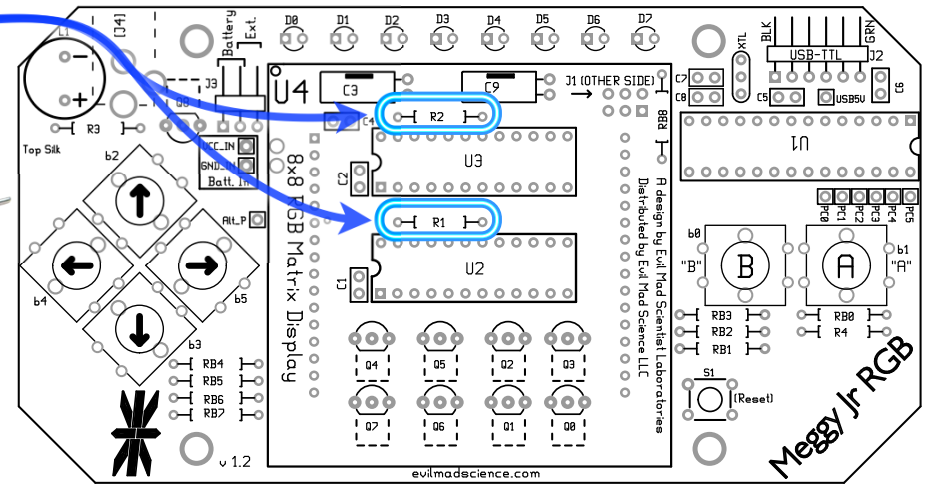 D0 D1 D2 D3 D4 D5 D6 D7
Battery
Ext.
[J4]
C1
−
+
J3
Q8
R3
Top Silk
VCC_IN
GND_IN
Batt. In
Alt_P
b2
b4
b5
b3
RB4
RB5
RB6
RB7
v 1.2
U4
C3
C9
J1 (OTHER SIDE)
C4
R2
R8R
U3
C2
R1
U2
C1
8x8 RGB Matrix Display
A design by Evil Mad Scientist Laboratories
Distributed by Evil Mad Science LLC
Q4 Q5 Q2 Q3
Q7 Q6 Q1 Q0
evilmadscience.com
BLK
GRN
USB-TTL
J2
XTL
C7
C8
C5
USB5V
C6
U1
PC0 PC1 PC2 PC3 PC4 PC5
b0
"B"
B
b1
"A"
A
RB3
RB2
RB1
RB0
R4
S1
(Reset)
Meggy Jr RGB